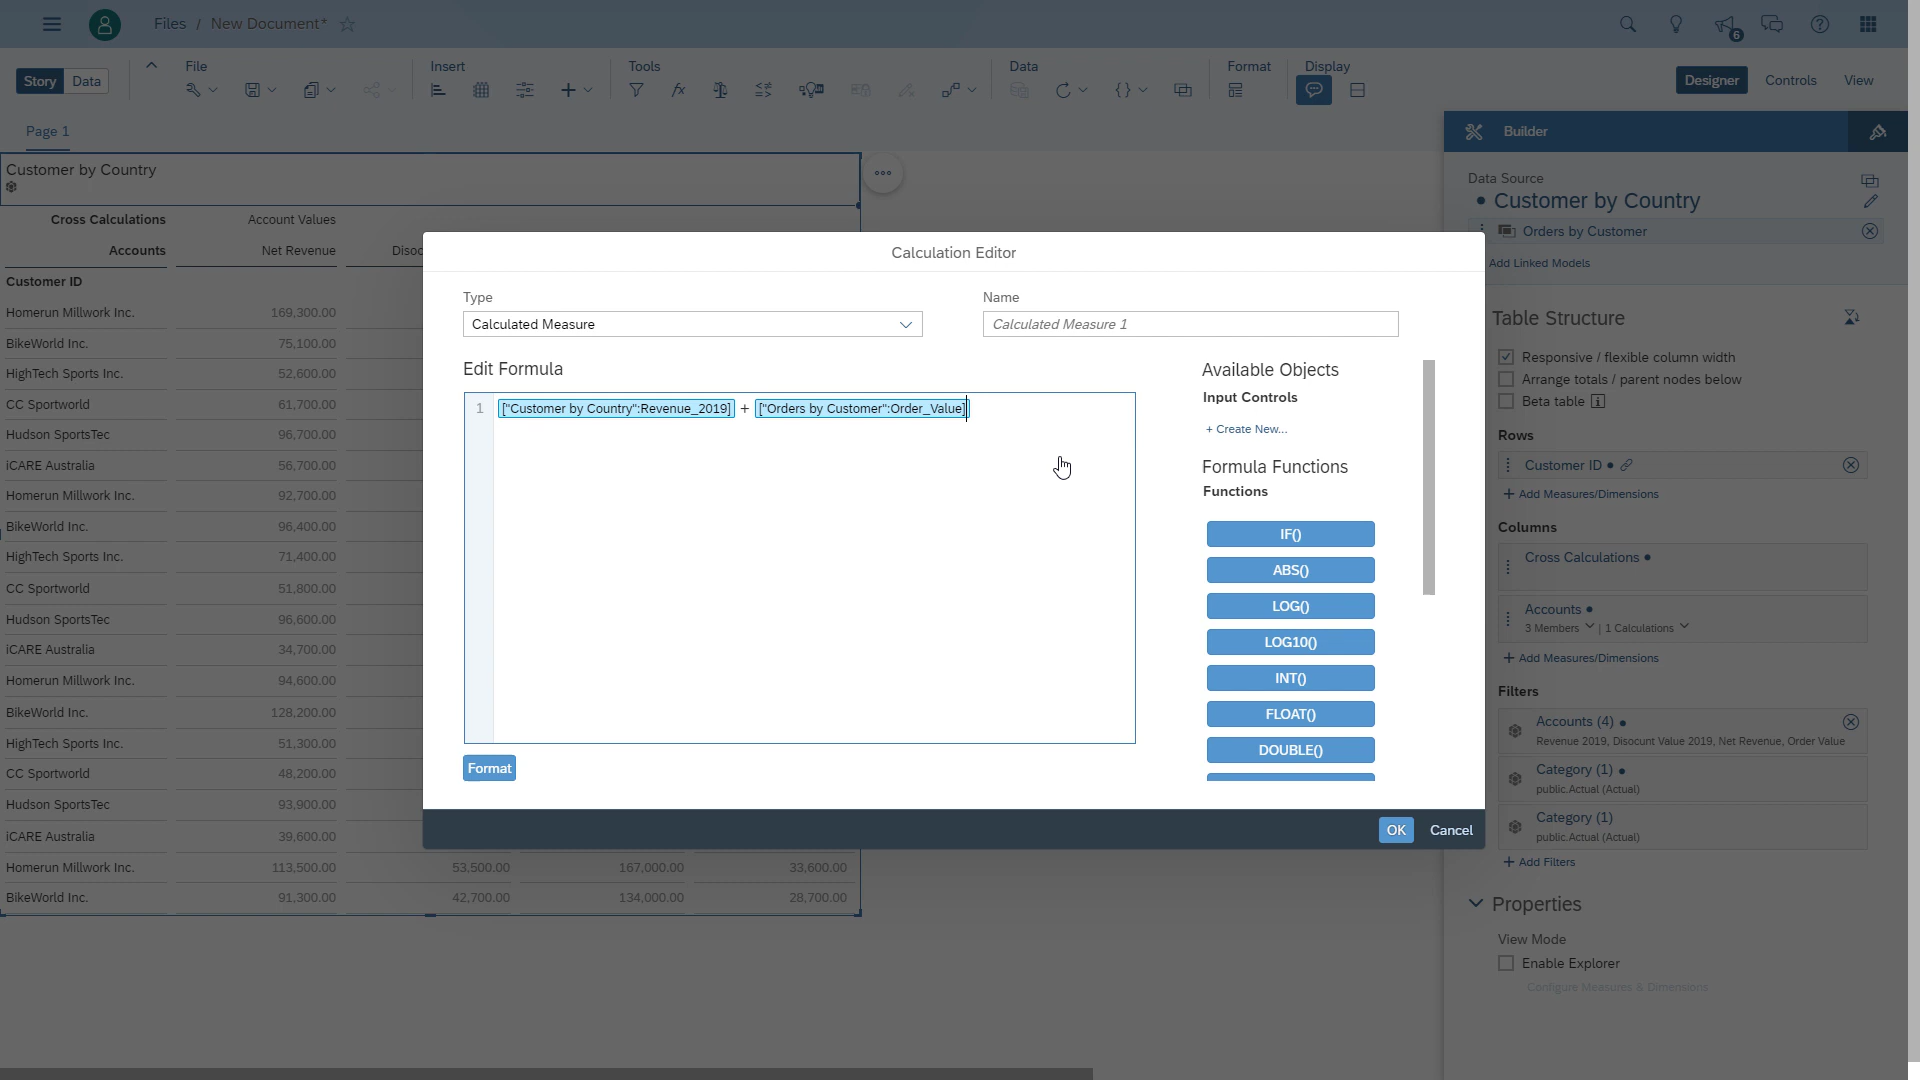 Files / New Document*
6
Story Data
File
Insert
Tools
Data
Format
Display
Designer Controls View
Page 1
Builder
Customer by Country
Cross Calculations Account Values
Accounts Net Revenue
Customer ID
Homerun Millwork Inc. 169,300.00
BikeWorld Inc. 75,100.00
HighTech Sports Inc. 52,600.00
CC Sportworld 61,700.00
Hudson SportsTec 96,700.00
iCARE Australia 56,700.00
Homerun Millwork Inc. 92,700.00
BikeWorld Inc. 96,400.00
HighTech Sports Inc. 71,400.00
CC Sportworld 51,800.00
Hudson SportsTec 96,600.00
iCARE Australia 34,700.00
Homerun Millwork Inc. 94,600.00
BikeWorld Inc. 128,200.00
HighTech Sports Inc. 51,300.00
CC Sportworld 48,200.00
Hudson SportsTec 93,900.00
iCARE Australia 39,600.00
Homerun Millwork Inc. 113,500.00 53,500.00 167,000.00 33,600.00
BikeWorld Inc. 91,300.00 42,700.00 134,000.00 28,700.00
Calculation Editor
Type
Calculated Measure
Name
Calculated Measure 1
Edit Formula
1 ["Customer by Country":Revenue_2019] + ["Orders by Customer":Order_Value]
Format
Available Objects
Input Controls
+ Create New...
Formula Functions
Functions
IF()
ABS()
LOG()
LOG10()
INT()
FLOAT()
DOUBLE()
OK Cancel
Data Source
Customer by Country
Orders by Customer
Add Linked Models
Table Structure
Responsive / flexible column width
Arrange totals / parent nodes below
Beta table
Rows
Customer ID
+ Add Measures/Dimensions
Columns
Cross Calculations
Accounts
3 Members | 1 Calculations
+ Add Measures/Dimensions
Filters
Accounts (4)
Revenue 2019, Disocunt Value 2019, Net Revenue, Order Value
Category (1)
public.Actual (Actual)
Category (1)
public.Actual (Actual)
+ Add Filters
Properties
View Mode
Enable Explorer
Configure Measures & Dimensions